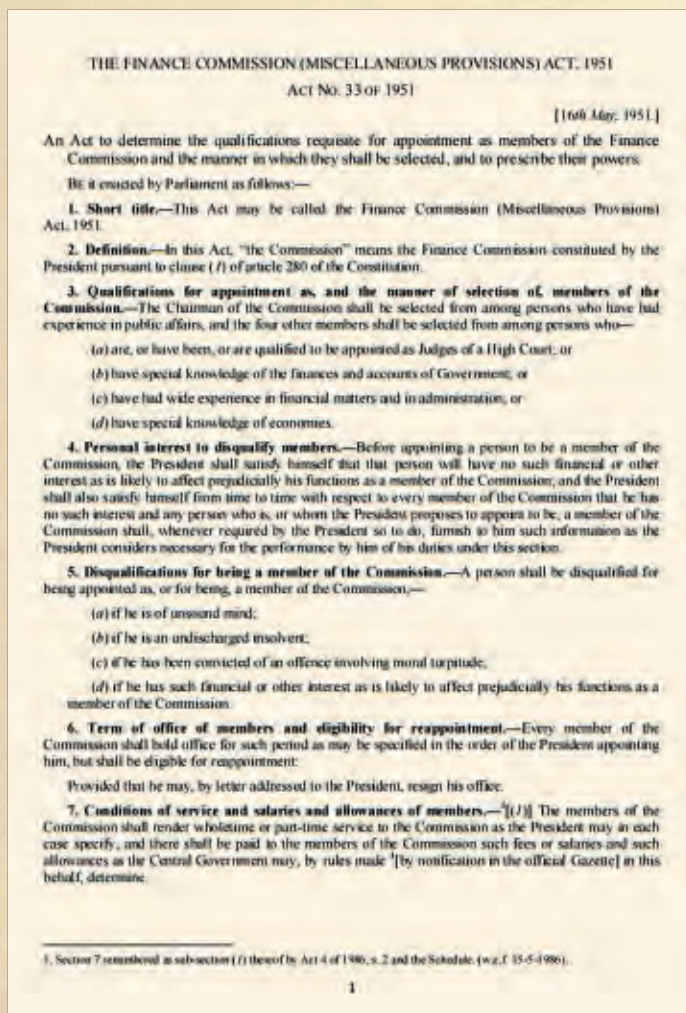 THE FINANCE COMMISSION (MISCELLANEOUS PROVISIONS) ACT, 1951
ACT NO. 33 OF 1951
[16th May, 1951.]
An Act to determine the qualifications requisite for appointment as members of the Finance
Commission and the manner in which they shall be selected, and to prescribe their powers.
BE it enacted by Parliament as follows:—
1. Short title.—This Act may be called the Finance Commission (Miscellaneous Provisions)
Act, 1951.
2. Definition.—In this Act, “the Commission” means the Finance Commission constituted by the
President pursuant to clause (1) of article 280 of the Constitution.
3. Qualifications for appointment as, and the manner of selection of, members of the
Commission.—The Chairman of the Commission shall be selected from among persons who have had
experience in public affairs, and the four other members shall be selected from among persons who—
(a) are, or have been, or are qualified to be appointed as Judges of a High Court; or
(b) have special knowledge of the finances and accounts of Government; or
(c) have had wide experience in financial matters and in administration; or
(d) have special knowledge of economies.
4. Personal interest to disqualify members.—Before appointing a person to be a member of the
Commission, the President shall satisfy himself that that person will have no such financial or other
interest as is likely to affect prejudicially his functions as a member of the Commission; and the President
shall also satisfy himself from time to time with respect to every member of the Commission that he has
no such interest and any person who is, or whom the President proposes to appoint to be, a member of the
Commission shall, whenever required by the President so to do, furnish to him such information as the
President considers necessary for the performance by him of his duties under this section.
5. Disqualifications for being a member of the Commission.—A person shall be disqualified for
being appointed as, or for being, a member of the Commission,—
(a) if he is of unsound mind;
(b) if he is an undischarged insolvent;
(c) if he has been convicted of an offence involving moral turpitude;
(d) if he has such financial or other interest as is likely to affect prejudicially his functions as a
member of the Commission.
6. Term of office of members and eligibility for reappointment.—Every member of the
Commission shall hold office for such period as may be specified in the order of the President appointing
him, but shall be eligible for reappointment:
Provided that he may, by letter addressed to the President, resign his office.
7. Conditions of service and salaries and allowances of members.—¹[(1)] The members of the
Commission shall render wholetime or part-time service to the Commission as the President may in each
case specify, and there shall be paid to the members of the Commission such fees or salaries and such
allowances as the Central Government may, by rules made ¹[by notification in the official Gazette] in this
behalf, determine.
1. Section 7 renumbered as sub-section (1) thereof by Act 4 of 1986, s. 2 and the Schedule. (w.e.f. 15-5-1986).
1